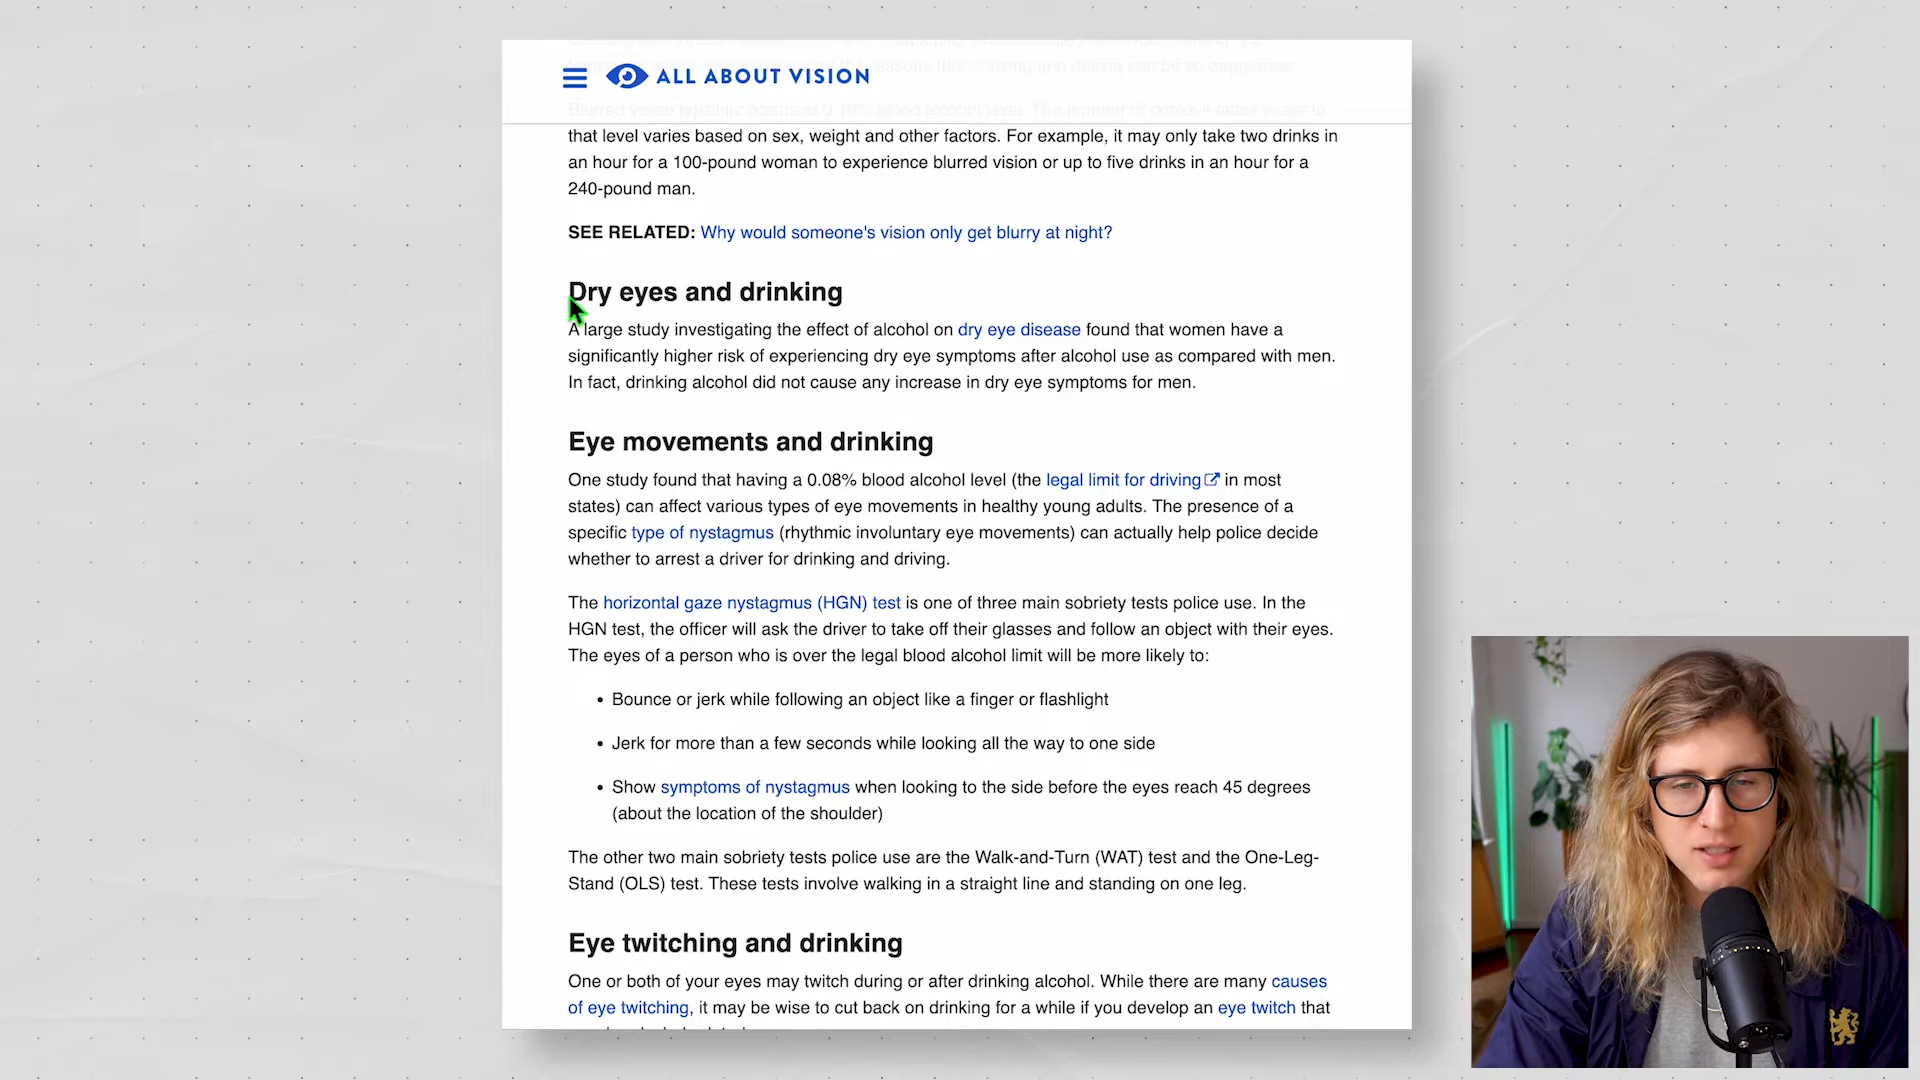 ALL ABOUT VISION
that level varies based on sex, weight and other factors. For example, it may only take two drinks in
an hour for a 100-pound woman to experience blurred vision or up to five drinks in an hour for a
240-pound man.
SEE RELATED: Why would someone's vision only get blurry at night?
Dry eyes and drinking
A large study investigating the effect of alcohol on dry eye disease found that women have a
significantly higher risk of experiencing dry eye symptoms after alcohol use as compared with men.
In fact, drinking alcohol did not cause any increase in dry eye symptoms for men.
Eye movements and drinking
One study found that having a 0.08% blood alcohol level (the legal limit for driving in most
states) can affect various types of eye movements in healthy young adults. The presence of a
specific type of nystagmus (rhythmic involuntary eye movements) can actually help police decide
whether to arrest a driver for drinking and driving.
The horizontal gaze nystagmus (HGN) test is one of three main sobriety tests police use. In the
HGN test, the officer will ask the driver to take off their glasses and follow an object with their eyes.
The eyes of a person who is over the legal blood alcohol limit will be more likely to:
• Bounce or jerk while following an object like a finger or flashlight
• Jerk for more than a few seconds while looking all the way to one side
• Show symptoms of nystagmus when looking to the side before the eyes reach 45 degrees
(about the location of the shoulder)
The other two main sobriety tests police use are the Walk-and-Turn (WAT) test and the One-Leg-
Stand (OLS) test. These tests involve walking in a straight line and standing on one leg.
Eye twitching and drinking
One or both of your eyes may twitch during or after drinking alcohol. While there are many causes
of eye twitching, it may be wise to cut back on drinking for a while if you develop an eye twitch that